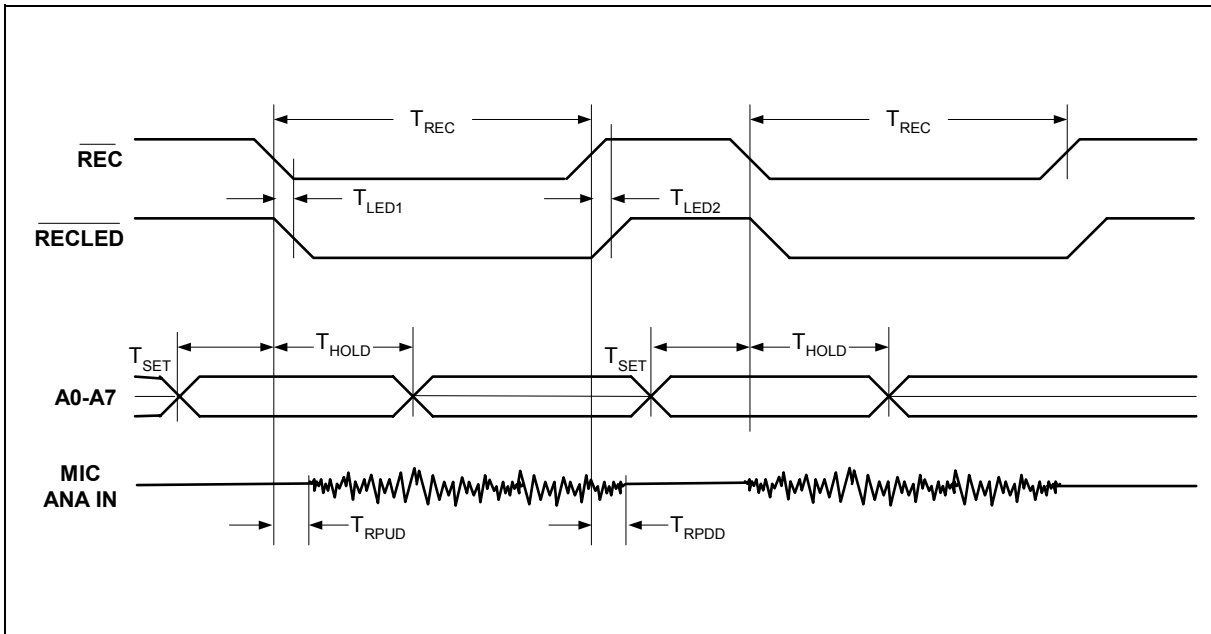 T_REC T_REC
REC
T_LED1 T_LED2
RECLED
T_SET T_HOLD T_SET T_HOLD
A0-A7
MIC
ANA IN
T_RPUD T_RPDD